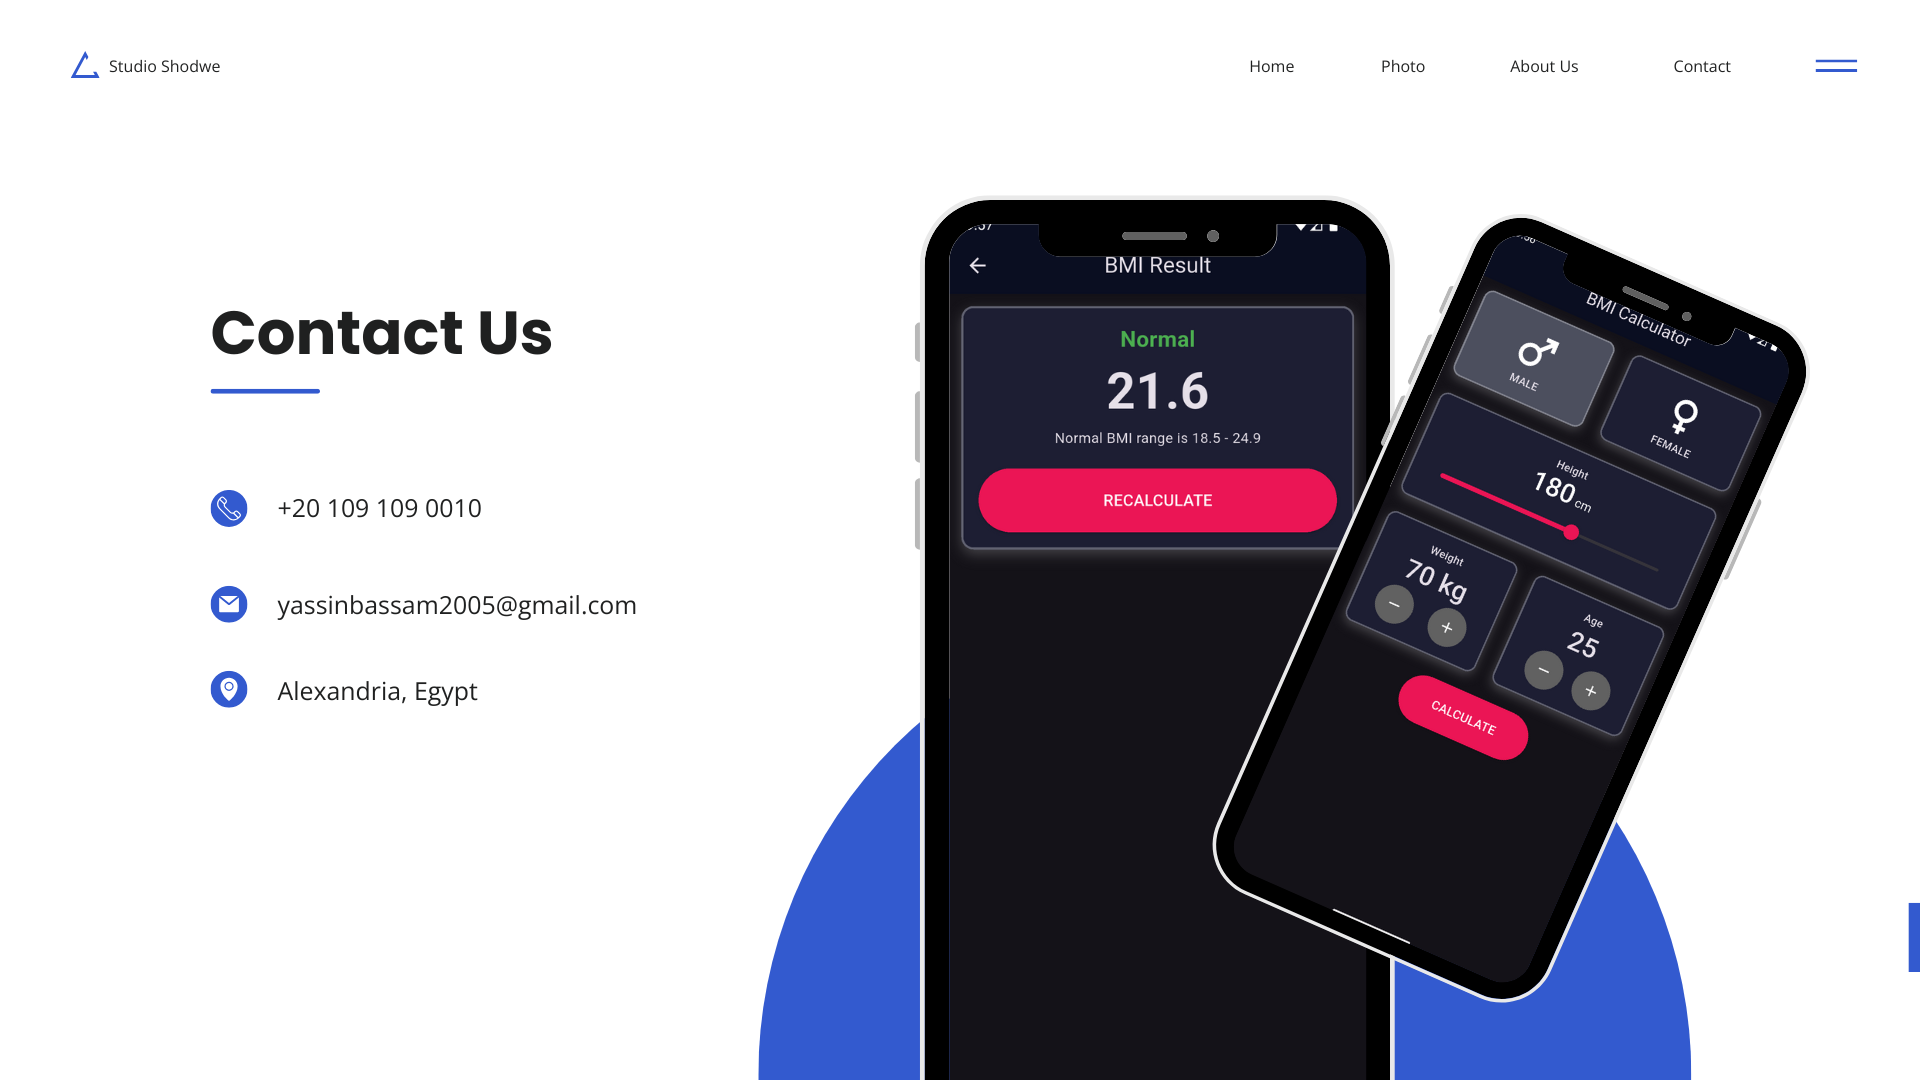 Studio Shodwe
Home
Photo
About Us
Contact
Contact Us
+20 109 109 0010
yassinbassam2005@gmail.com
Alexandria, Egypt
BMI Result
Normal
21.6
Normal BMI range is 18.5 - 24.9
RECALCULATE
BMI Calculator
MALE
FEMALE
Height
180 cm
Weight
70 kg
Age
25
CALCULATE